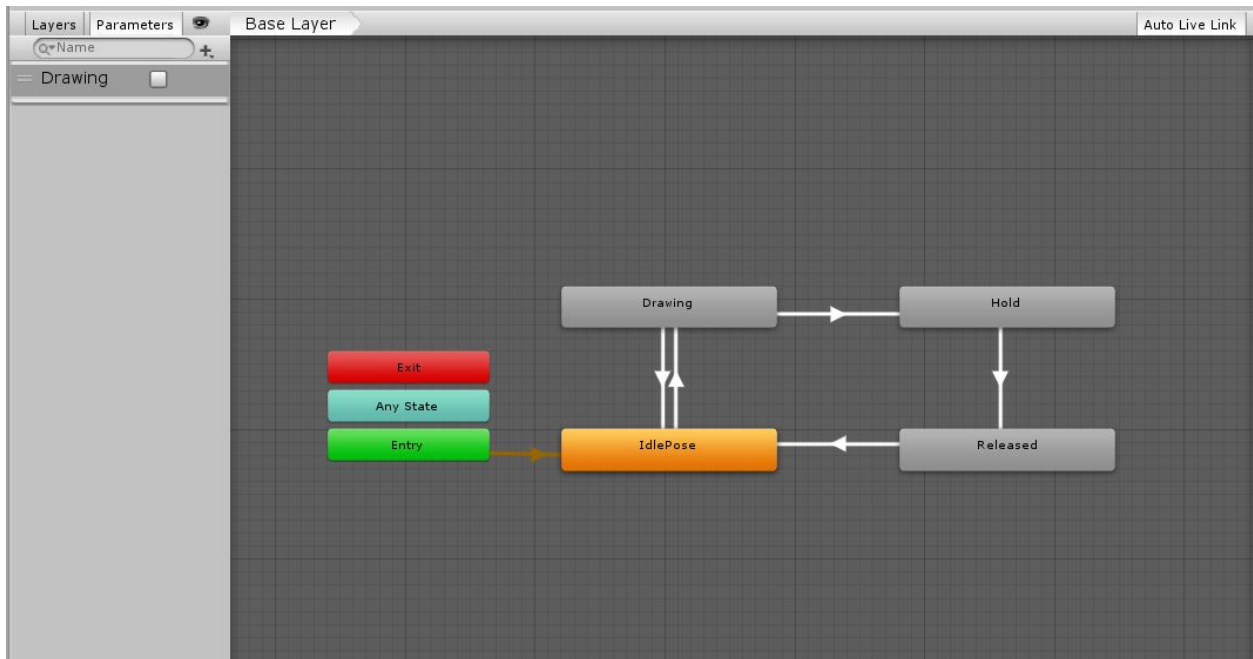 Layers Parameters Base Layer Auto Live Link
Name
Drawing
Drawing Hold
Exit
Any State
Entry IdlePose Released